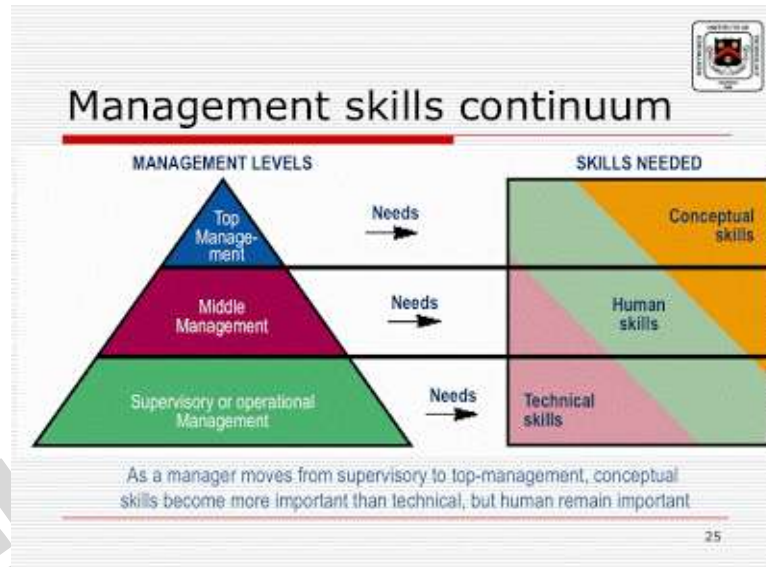 Management skills continuum
MANAGEMENT LEVELS
SKILLS NEEDED
Top
Manage-
ment
Needs
Conceptual
skills
Middle
Management
Needs
Human
skills
Supervisory or operational
Management
Needs
Technical
skills
As a manager moves from supervisory to top-management, conceptual
skills become more important than technical, but human remain important
25